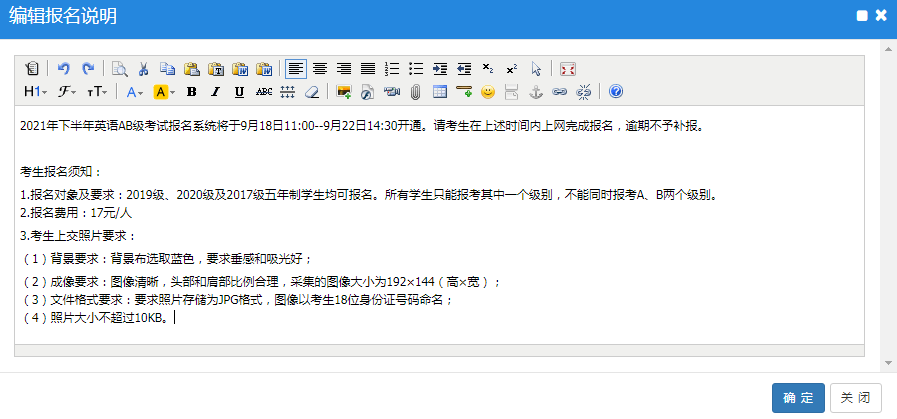 编辑报名说明
H1 ℱ тT A A B I U ABC
2021年下半年英语AB级考试报名系统将于9月18日11:00--9月22日14:30开通。请考生在上述时间内上网完成报名，逾期不予补报。
考生报名须知：
1.报名对象及要求：2019级、2020级及2017级五年制学生均可报名。所有学生只能报考其中一个级别，不能同时报考A、B两个级别。
2.报名费用：17元/人
3.考生上交照片要求：
（1）背景要求：背景布选取蓝色，要求垂感和吸光好；
（2）成像要求：图像清晰，头部和肩部比例合理，采集的图像大小为192×144（高×宽）；
（3）文件格式要求：要求照片存储为JPG格式，图像以考生18位身份证号码命名；
（4）照片大小不超过10KB。
确 定 关 闭